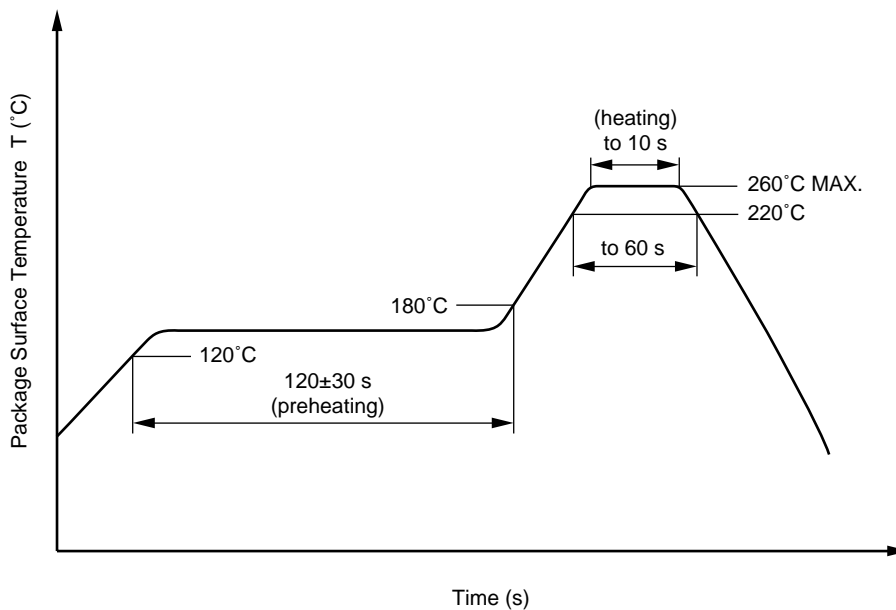 Package Surface Temperature T (˚C)
(heating)
to 10 s
260˚C MAX.
220˚C
to 60 s
180˚C
120˚C
120±30 s
(preheating)
Time (s)